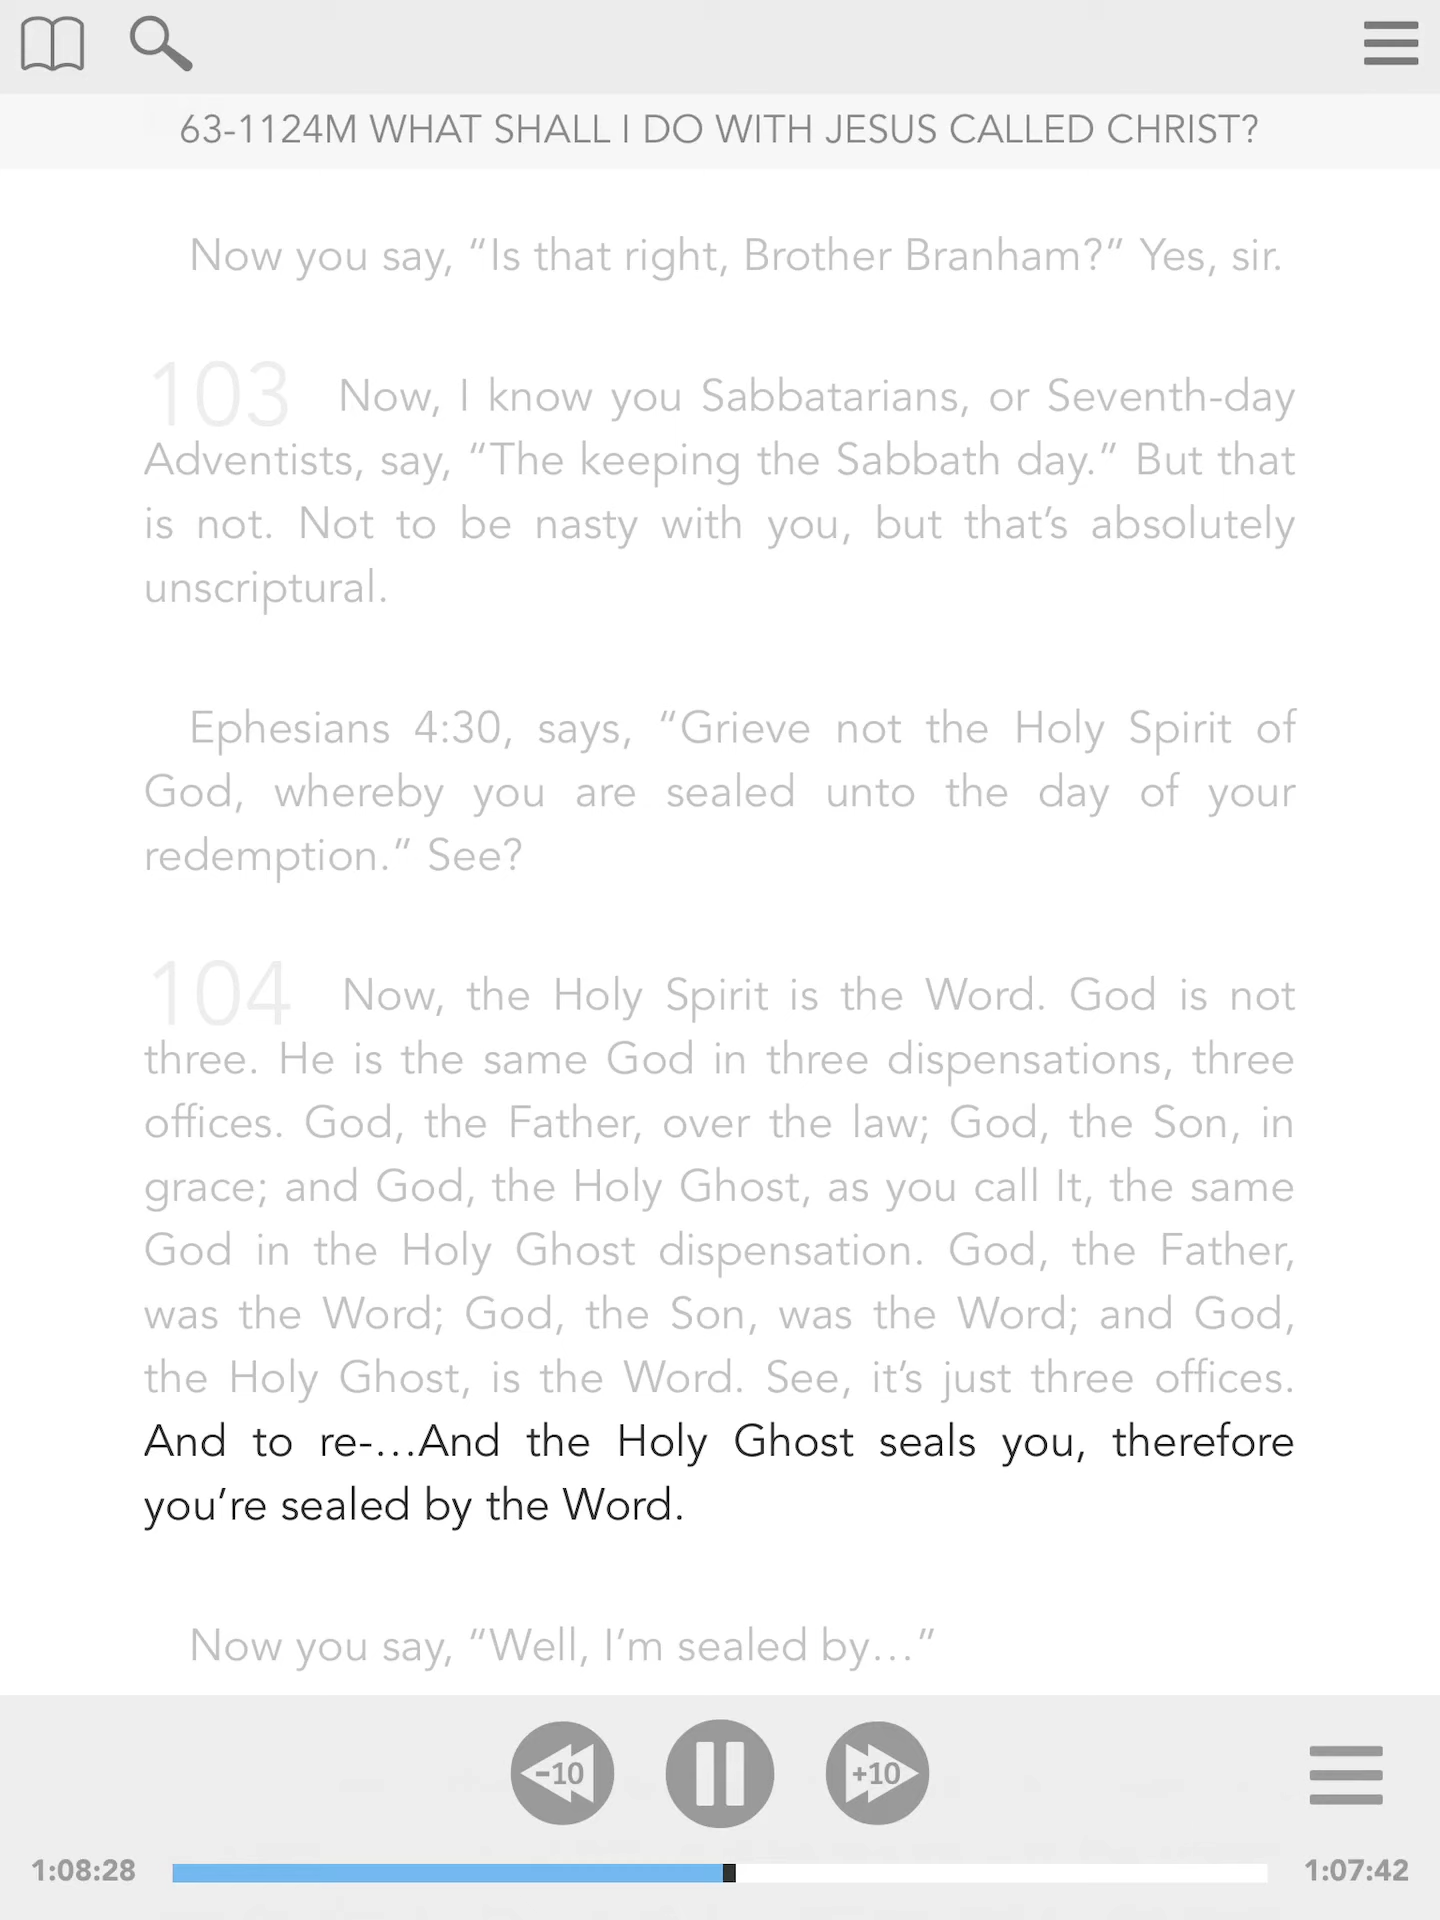 63-1124M WHAT SHALL I DO WITH JESUS CALLED CHRIST?
Now you say, “Is that right, Brother Branham?” Yes, sir.
103 Now, I know you Sabbatarians, or Seventh-day
Adventists, say, “The keeping the Sabbath day.” But that
is not. Not to be nasty with you, but that’s absolutely
unscriptural.
Ephesians 4:30, says, “Grieve not the Holy Spirit of
God, whereby you are sealed unto the day of your
redemption.” See?
104 Now, the Holy Spirit is the Word. God is not
three. He is the same God in three dispensations, three
offices. God, the Father, over the law; God, the Son, in
grace; and God, the Holy Ghost, as you call It, the same
God in the Holy Ghost dispensation. God, the Father,
was the Word; God, the Son, was the Word; and God,
the Holy Ghost, is the Word. See, it’s just three offices.
And to re-…And the Holy Ghost seals you, therefore
you’re sealed by the Word.
Now you say, “Well, I’m sealed by…”
-10 +10
1:08:28 1:07:42